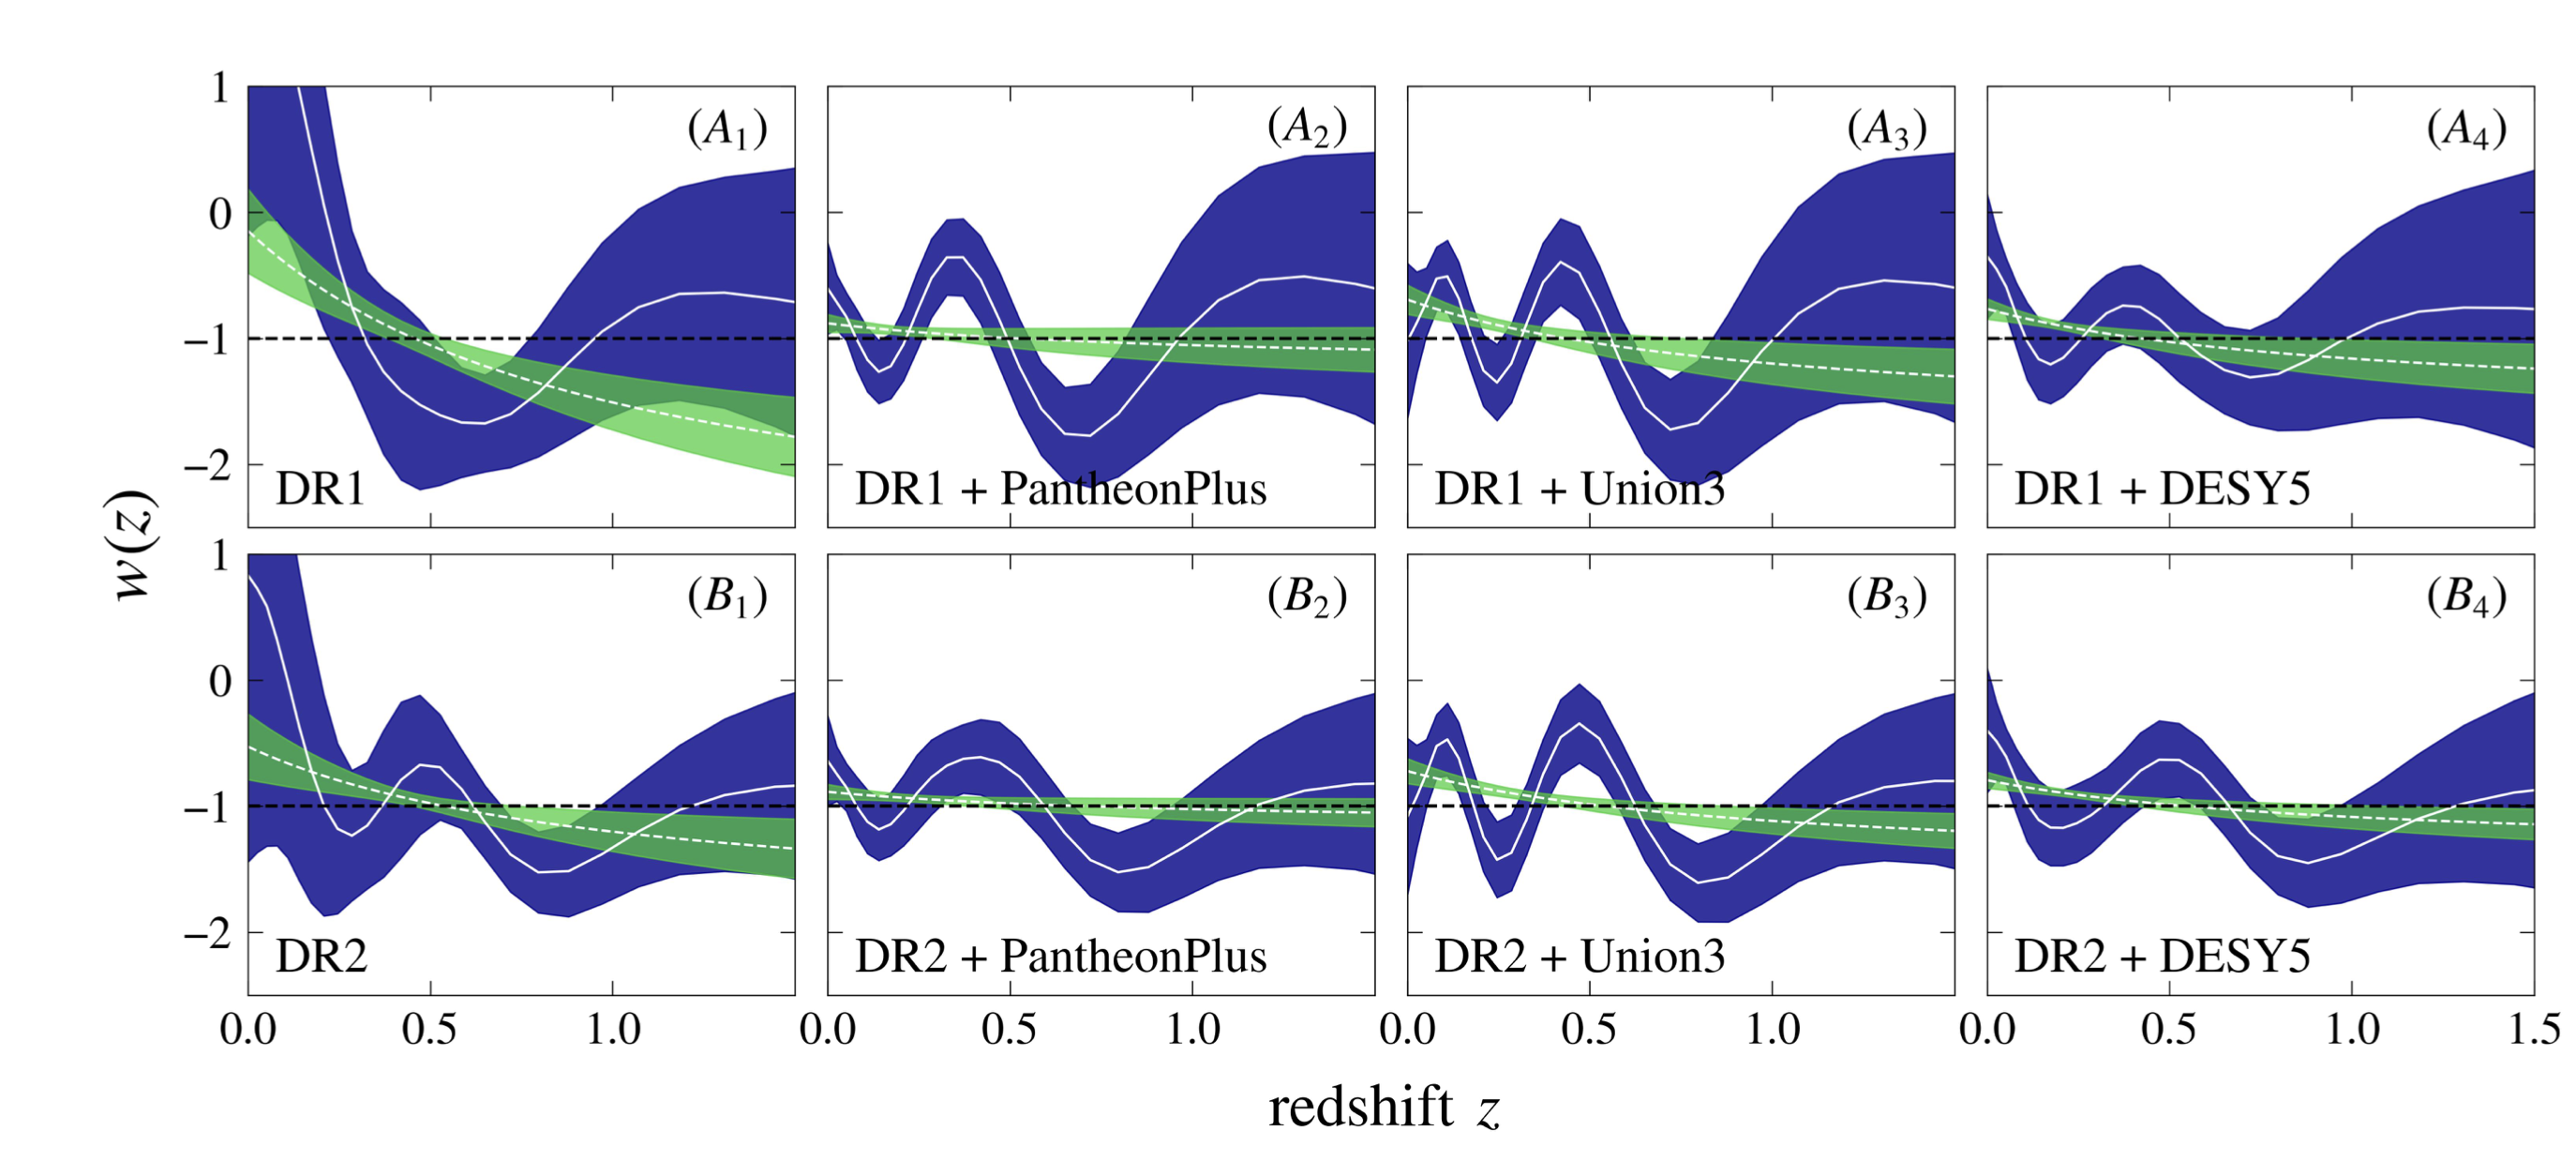 w(z)
1
0
−1
−2
(A₁)
DR1
(A₂)
DR1 + PantheonPlus
(A₃)
DR1 + Union3
(A₄)
DR1 + DESY5
1
0
−1
−2
(B₁)
DR2
(B₂)
DR2 + PantheonPlus
(B₃)
DR2 + Union3
(B₄)
DR2 + DESY5
0.0 0.5 1.0 0.0 0.5 1.0 0.0 0.5 1.0 0.0 0.5 1.0 1.5
redshift z